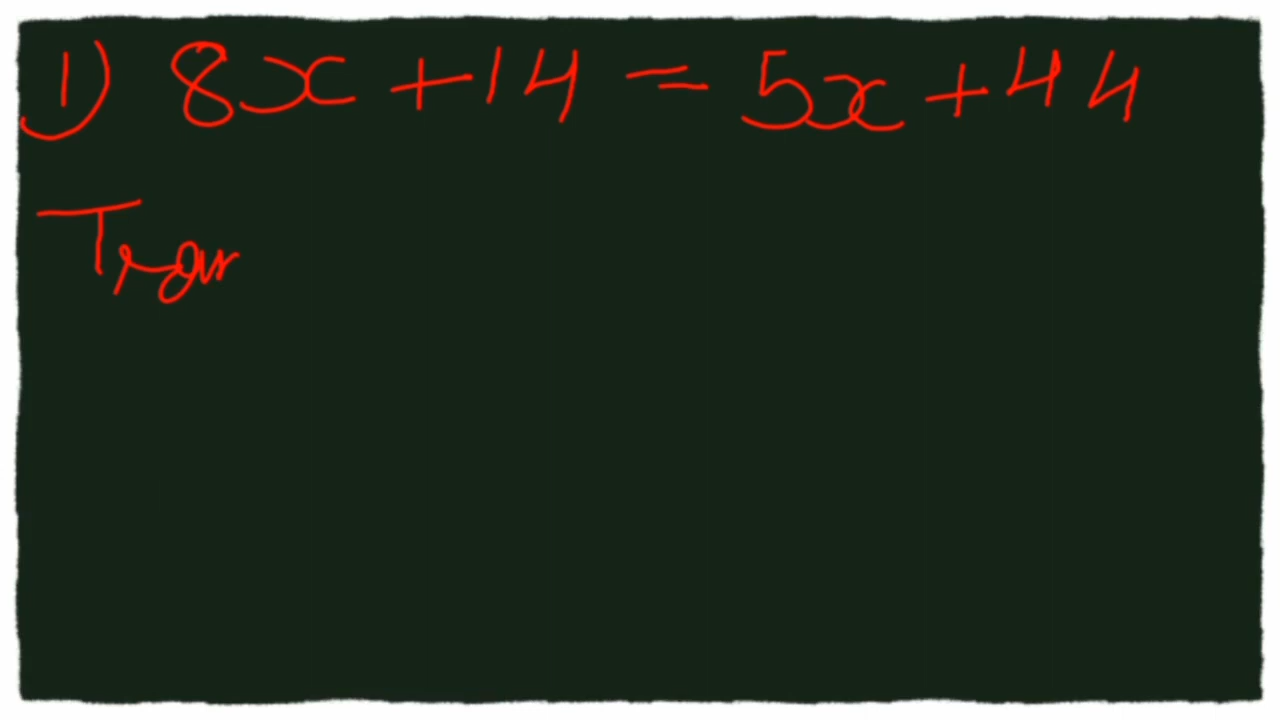 1) 8x + 14 = 5x + 44
Tran